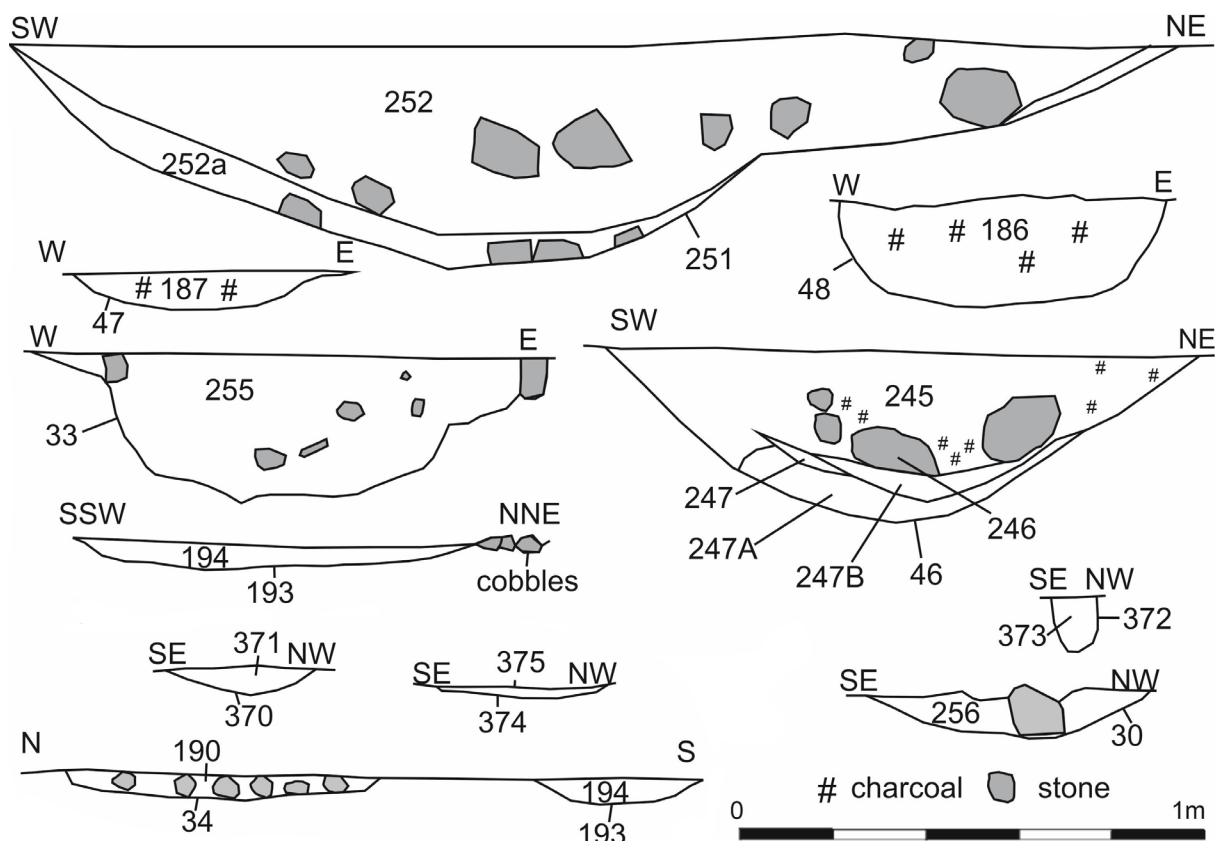 SW NE
252
252a
251
W E
# # 186 #
#
48
W E
# 187 #
47
W E
255
33
SW NE
245
# # # # # # # #
247
247A
247B
246
46
SSW NNE
194
193
cobbles
SE NW
373 372
SE 371 NW
370
SE 375 NW
374
SE NW
256
30
N S
190
34
194
193
# charcoal stone
0 1m